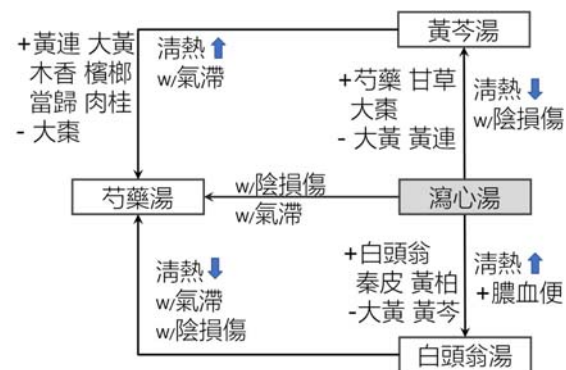 黃芩湯
+黃連 大黃
木香 檳榔
當歸 肉桂
- 大棗
清熱⬆
w/氣滯
+芍藥 甘草
大棗
- 大黃 黃連
清熱⬇
w/陰損傷
芍藥湯
w/陰損傷
w/氣滯
瀉心湯
清熱⬇
w/氣滯
w/陰損傷
+白頭翁
秦皮 黃柏
-大黃 黃芩
清熱⬆
+膿血便
白頭翁湯